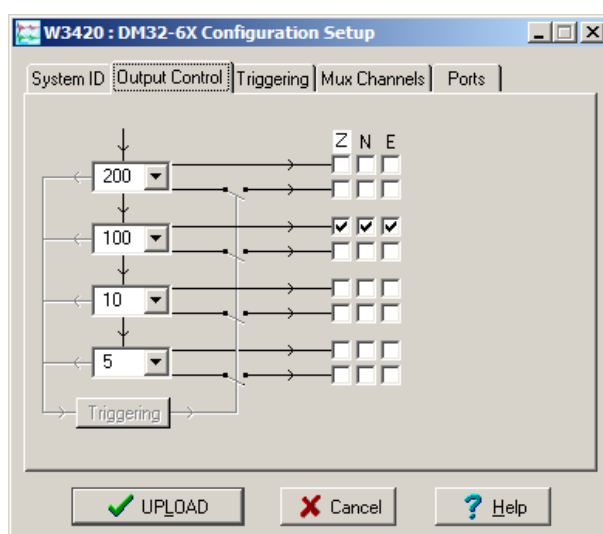 W3420 : DM32-6X Configuration Setup
System ID Output Control Triggering Mux Channels Ports
Z N E
200
100
10
5
Triggering
UPLOAD Cancel Help